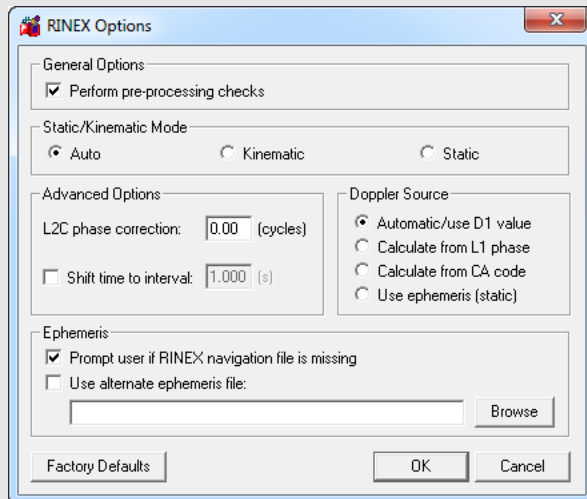 RINEX Options
General Options
Perform pre-processing checks
Static/Kinematic Mode
Auto
Kinematic
Static
Advanced Options
L2C phase correction: 0.00 (cycles)
Shift time to interval: 1.000 (s)
Doppler Source
Automatic/use D1 value
Calculate from L1 phase
Calculate from CA code
Use ephemeris (static)
Ephemeris
Prompt user if RINEX navigation file is missing
Use alternate ephemeris file:
Browse
Factory Defaults
OK
Cancel